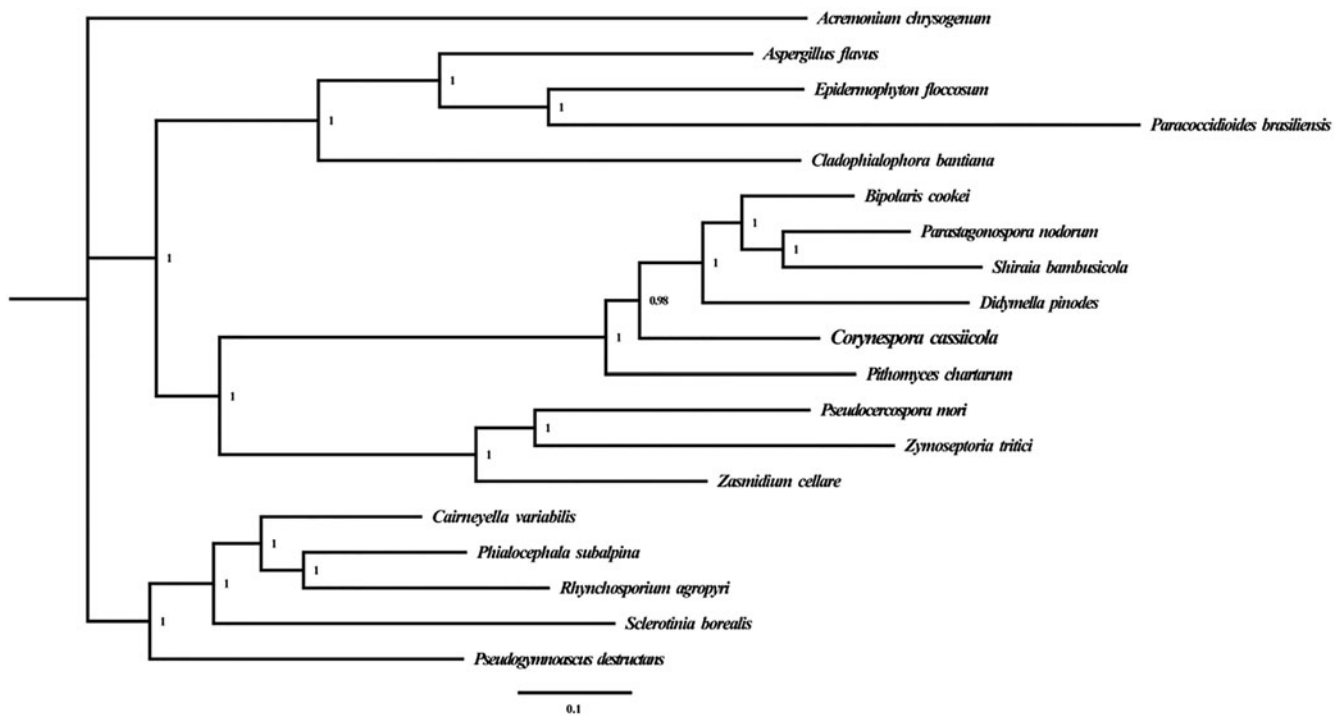 Acremonium chrysogenum
Aspergillus flavus
1
Epidermophyton floccosum
1
1
Paracoccidioides brasiliensis
Cladophialophora bantiana
Bipolaris cookei
1
Parastagonospora nodorum
1
1
1
Shiraia bambusicola
0.98
Didymella pinodes
1
Corynespora cassiicola
Pithomyces chartarum
1
Pseudocercospora mori
1
Zymoseptoria tritici
1
Zasmidium cellare
Cairneyella variabilis
1
Phialocephala subalpina
1
1
Rhynchosporium agropyri
1
Sclerotinia borealis
Pseudogymnoascus destructans
0.1